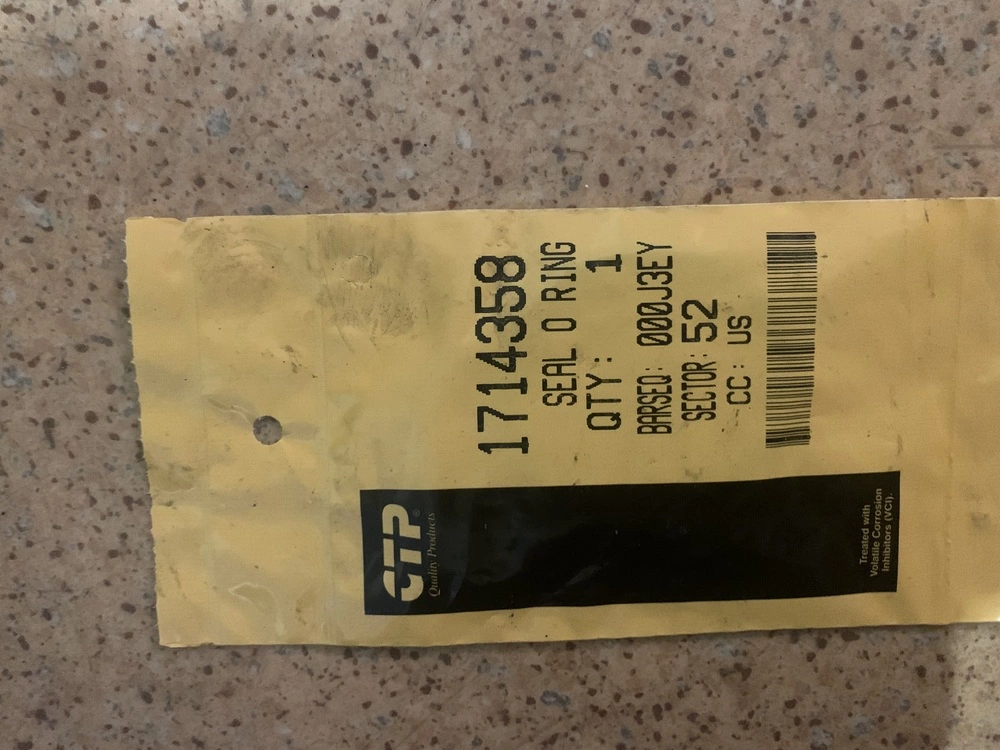 1714358
SEAL O RING
QTY: 1
BARSEQ: 000J3EY
SECTOR: 52
CC: US
CTP®
Quality Products
Treated with
Volatile Corrosion
Inhibitors (VCI).